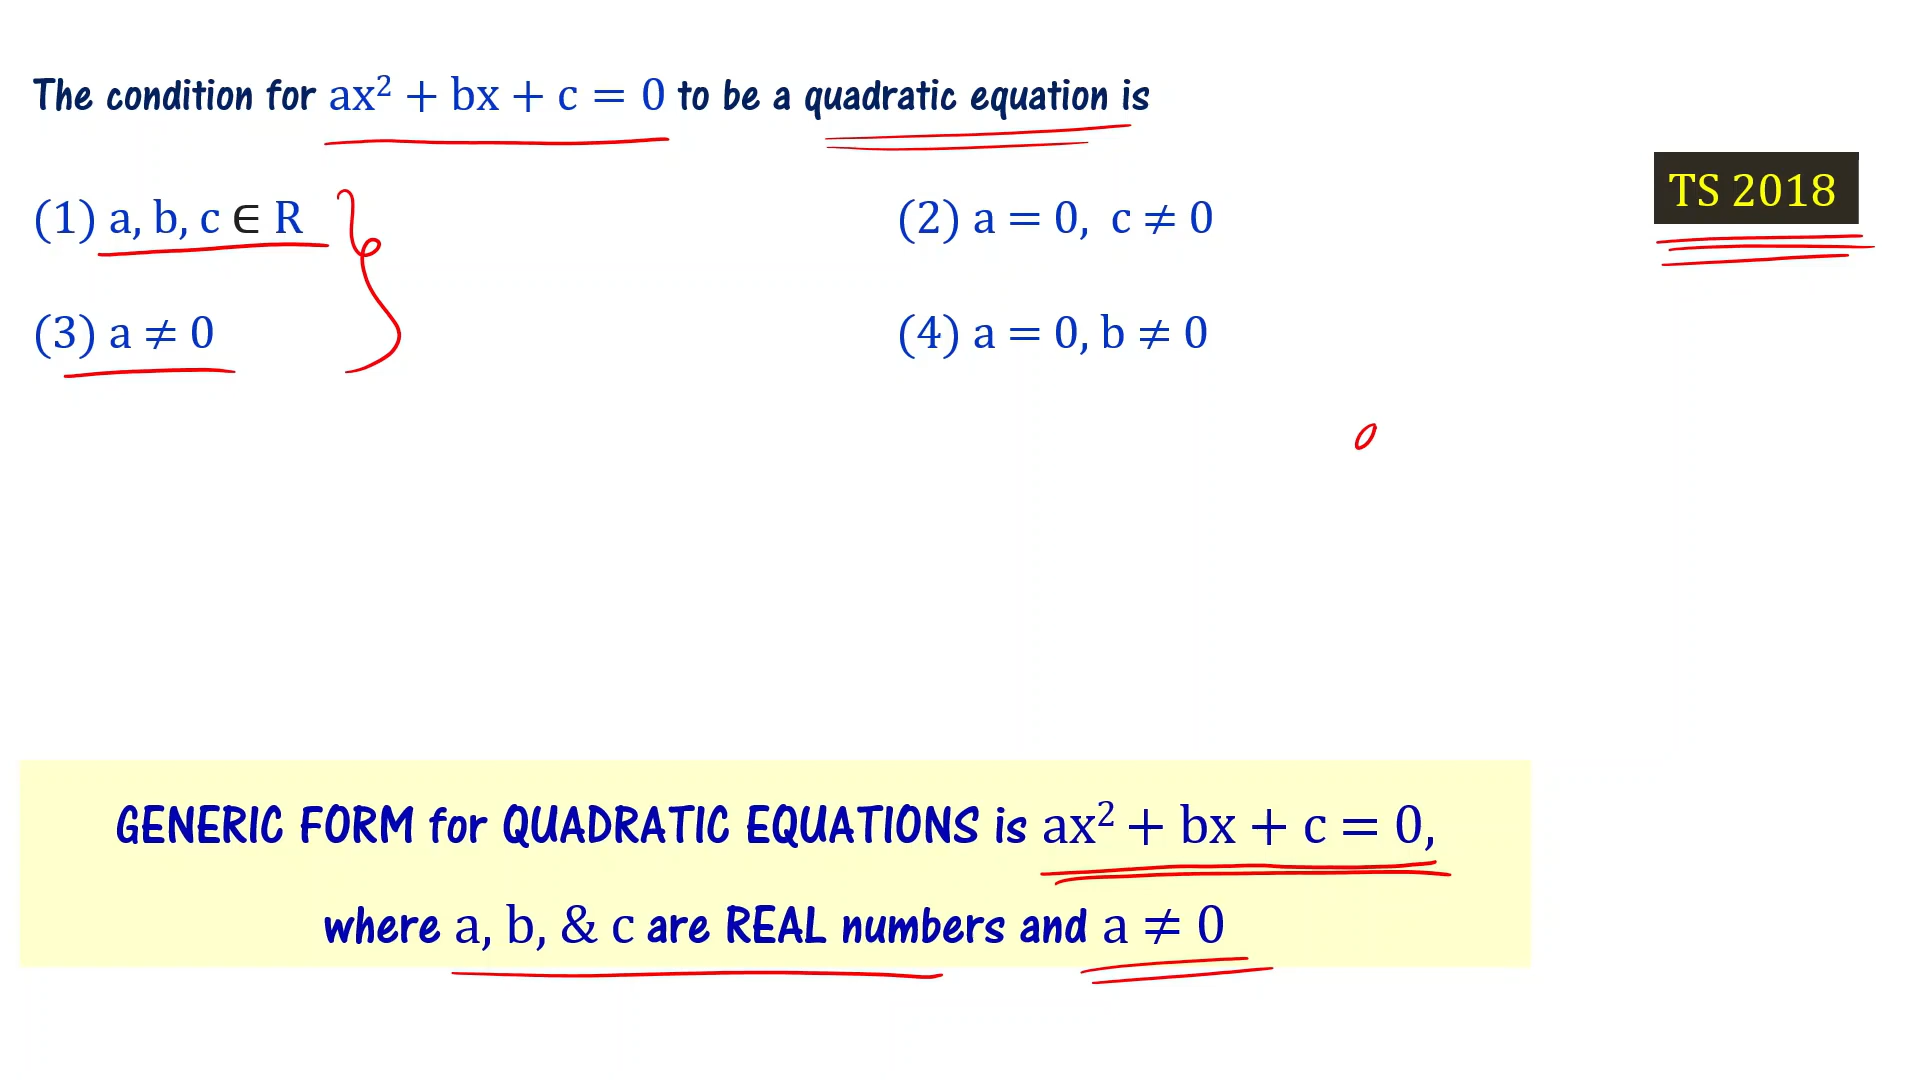 The condition for ax² + bx + c = 0 to be a quadratic equation is
TS 2018
(1) a, b, c ∈ R
(2) a = 0, c ≠ 0
(3) a ≠ 0
(4) a = 0, b ≠ 0
GENERIC FORM for QUADRATIC EQUATIONS is ax² + bx + c = 0,
where a, b, & c are REAL numbers and a ≠ 0